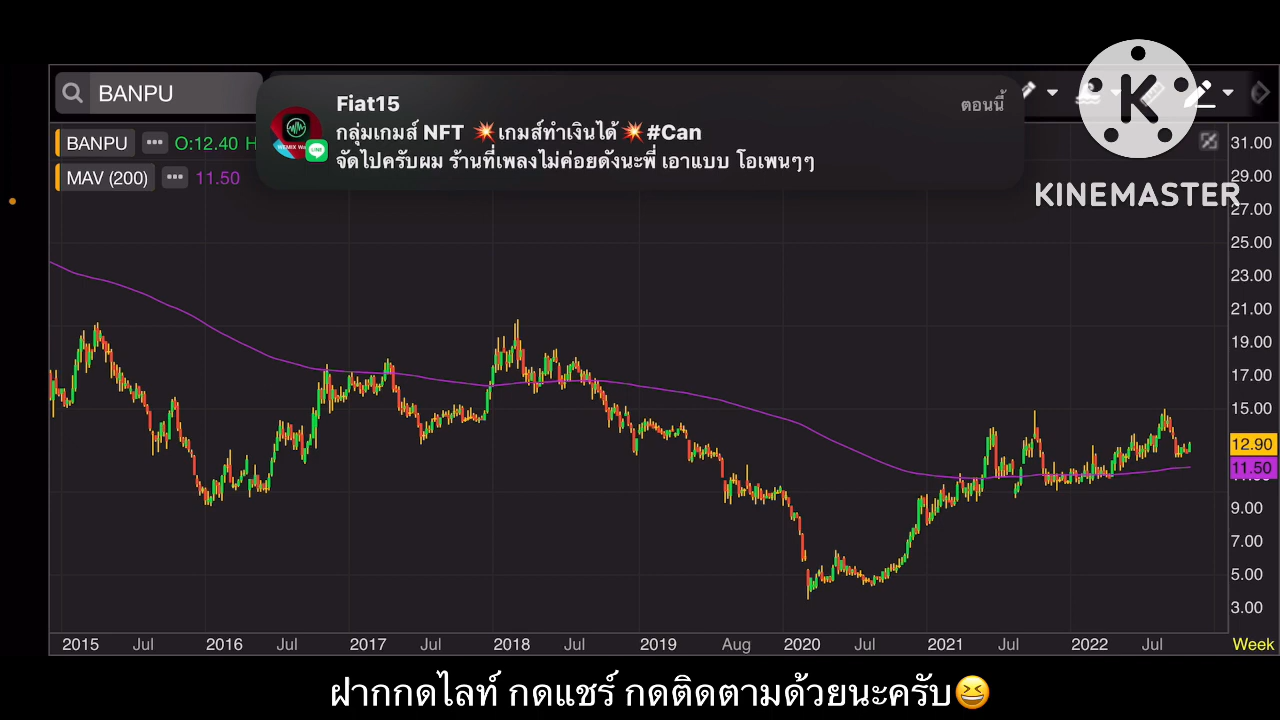 BANPU
Fiat15
ตอนนี้
กลุ่มเกมส์ NFT 💥เกมส์ทำเงินได้💥#Can
จัดไปครับผม ร้านที่เพลงไม่ค่อยดังนะพี่ เอาแบบ โอเพนๆๆ
KINEMASTER
BANPU ••• O:12.40 H
MAV (200) ••• 11.50
31.00
29.00
27.00
25.00
23.00
21.00
19.00
17.00
15.00
12.90
11.50
9.00
7.00
5.00
3.00
2015 Jul 2016 Jul 2017 Jul 2018 Jul 2019 Aug 2020 Jul 2021 Jul 2022 Jul Week
ฝากกดไลท์ กดแชร์ กดติดตามด้วยนะครับ😆